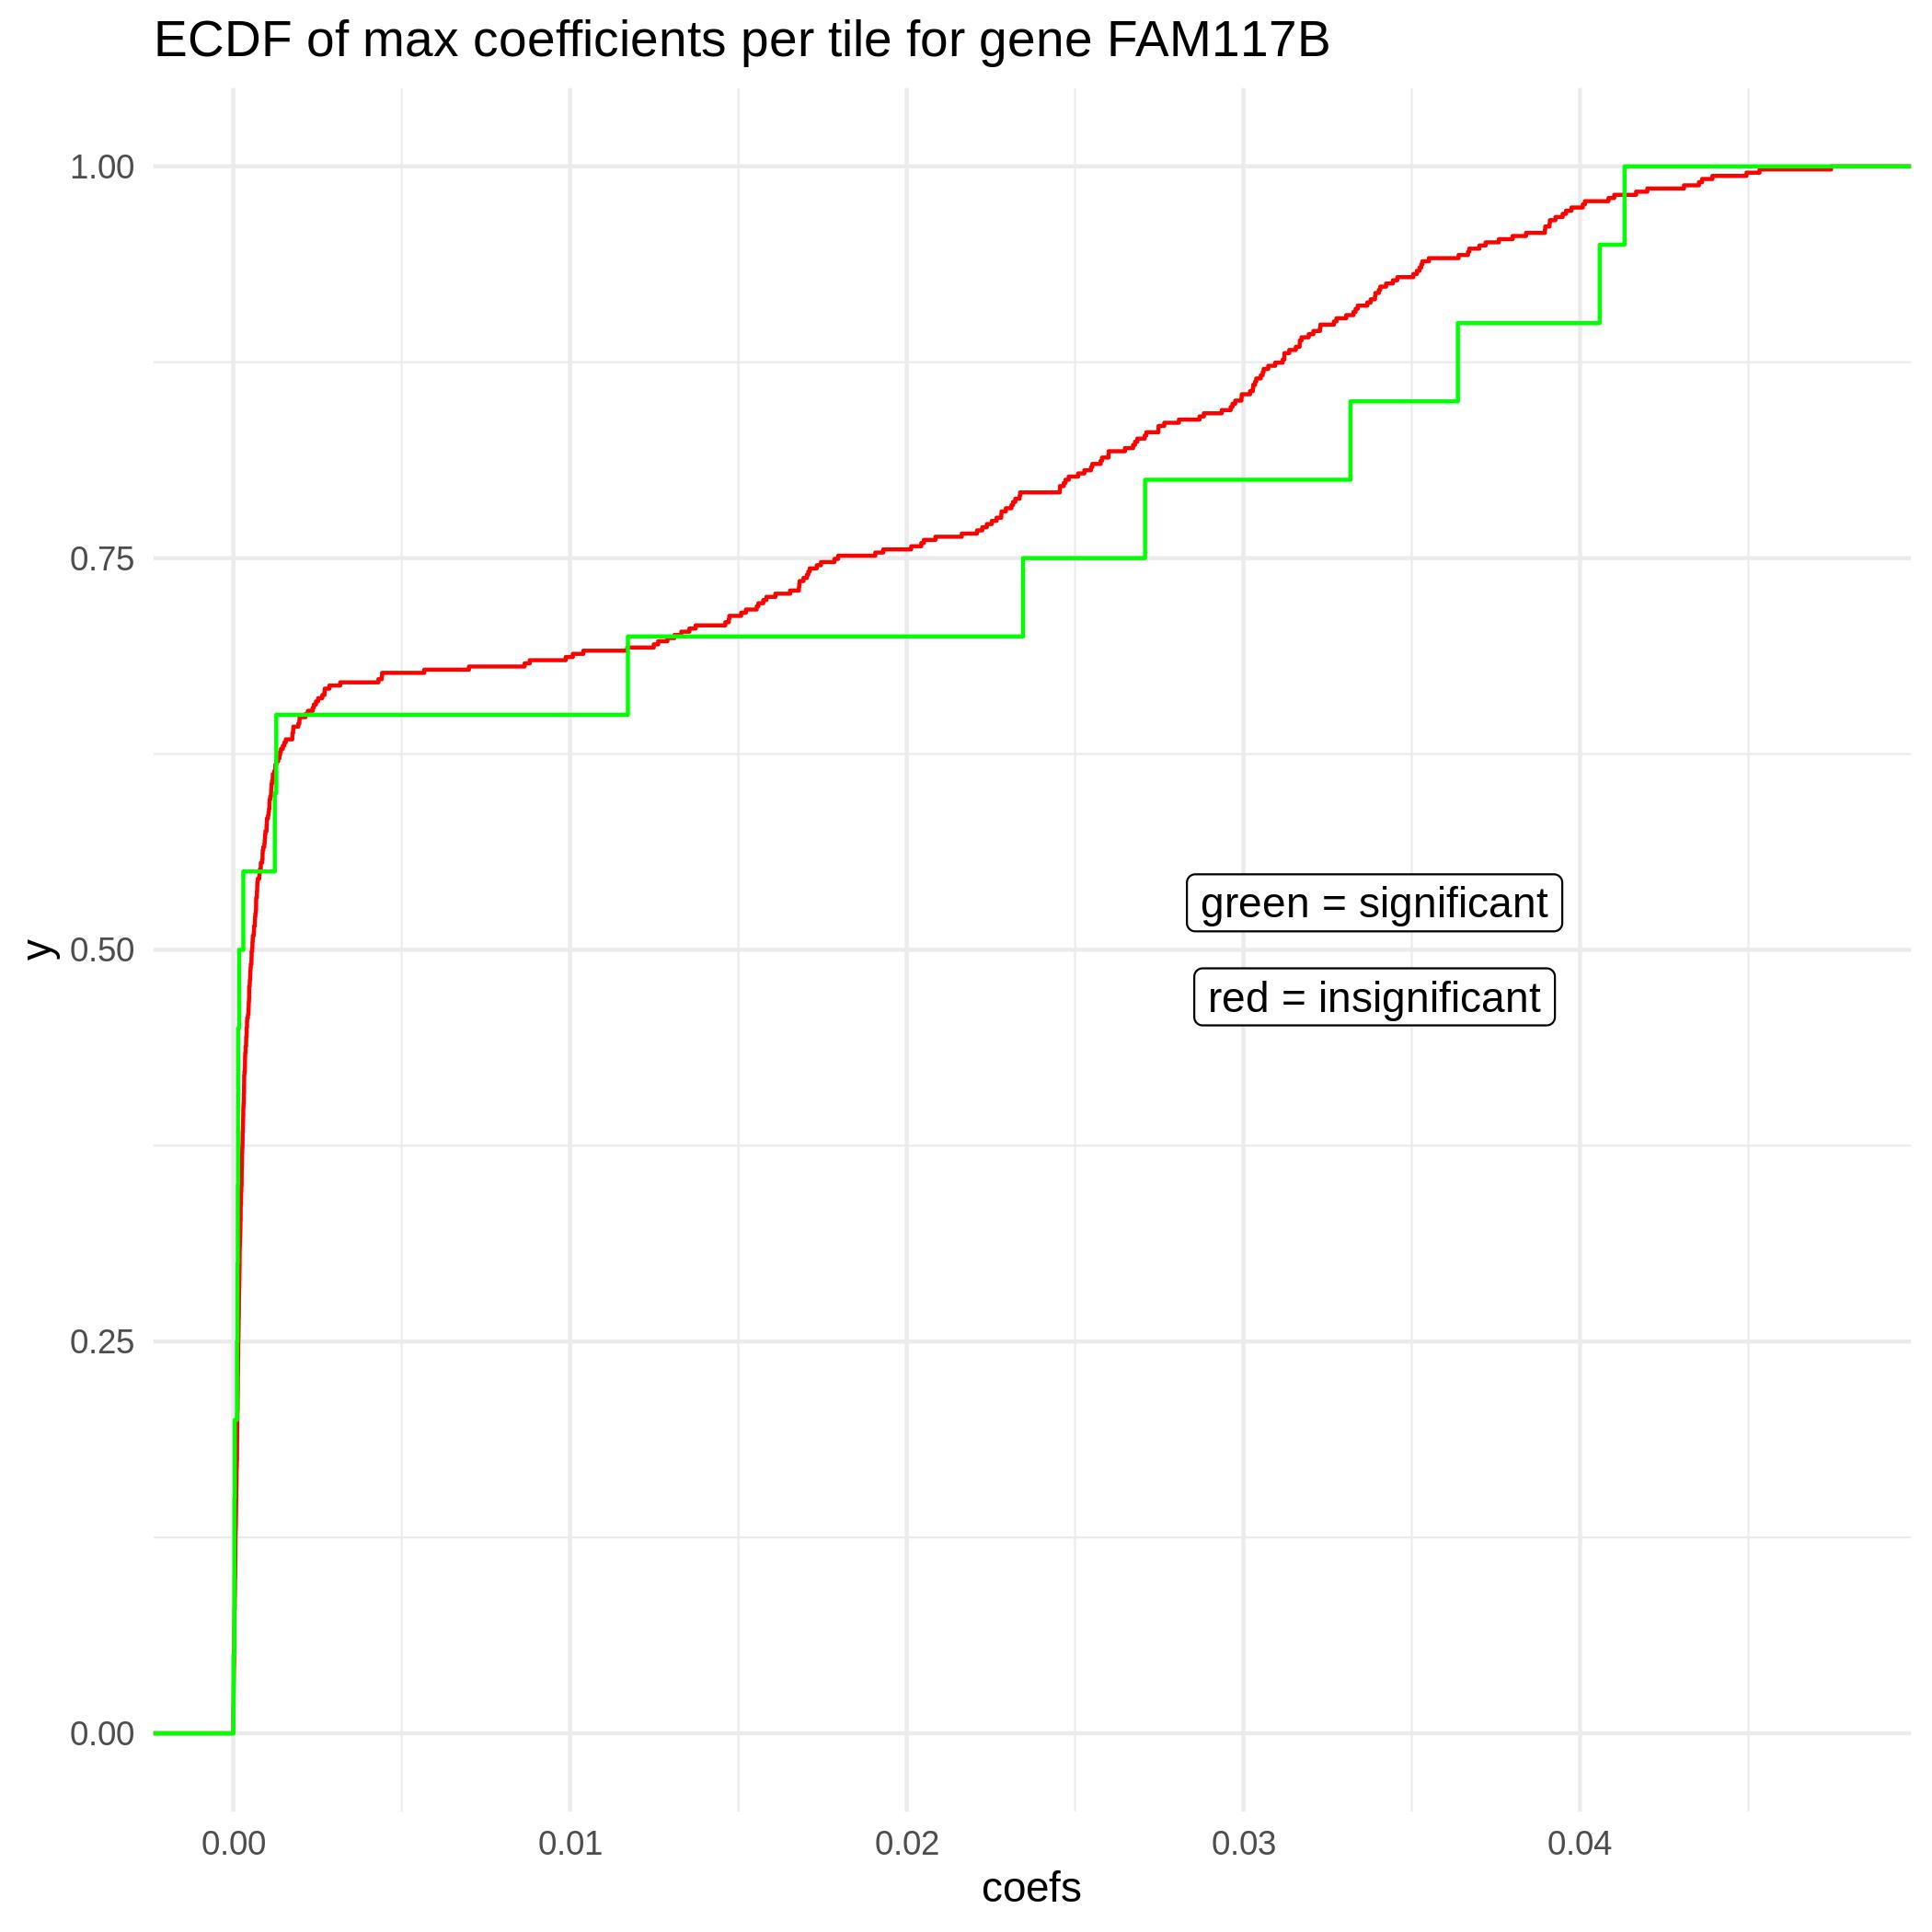 ECDF of max coefficients per tile for gene FAM117B
1.00
0.75
0.50
0.25
0.00
y
green = significant
red = insignificant
0.00 0.01 0.02 0.03 0.04
coefs